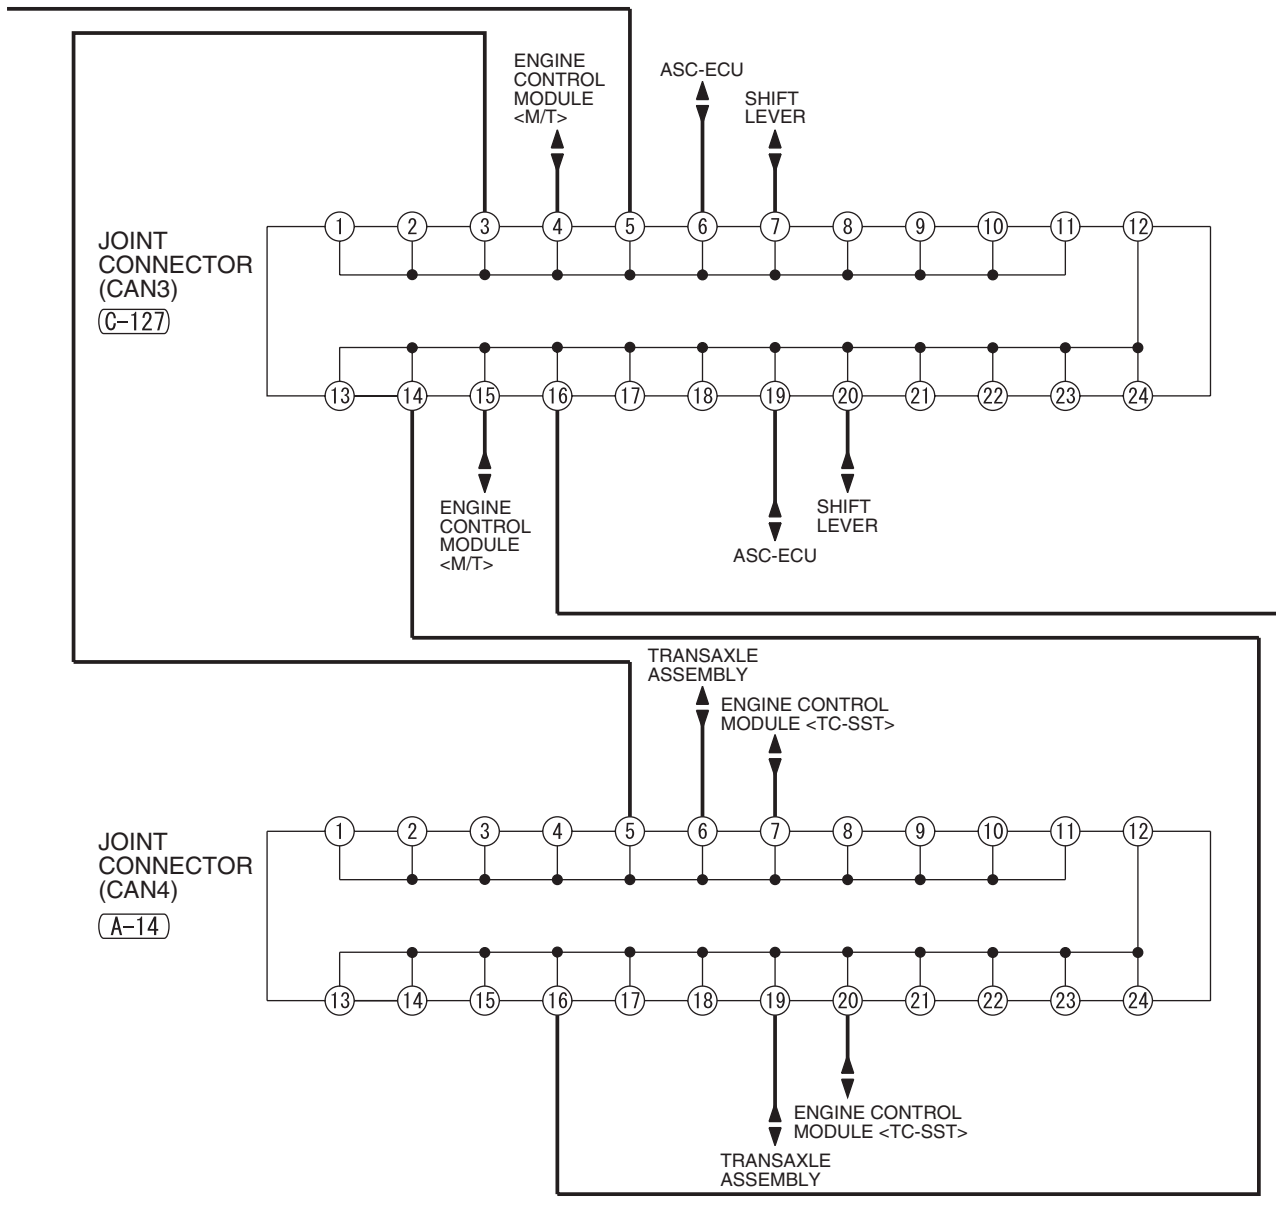 ENGINE
CONTROL
MODULE
<M/T>
ASC-ECU
SHIFT
LEVER
JOINT
CONNECTOR
(CAN3)
C-127
1 2 3 4 5 6 7 8 9 10 11 12
13 14 15 16 17 18 19 20 21 22 23 24
ENGINE
CONTROL
MODULE
<M/T>
ASC-ECU
SHIFT
LEVER
TRANSAXLE
ASSEMBLY
ENGINE CONTROL
MODULE <TC-SST>
JOINT
CONNECTOR
(CAN4)
A-14
1 2 3 4 5 6 7 8 9 10 11 12
13 14 15 16 17 18 19 20 21 22 23 24
ENGINE CONTROL
MODULE <TC-SST>
TRANSAXLE
ASSEMBLY